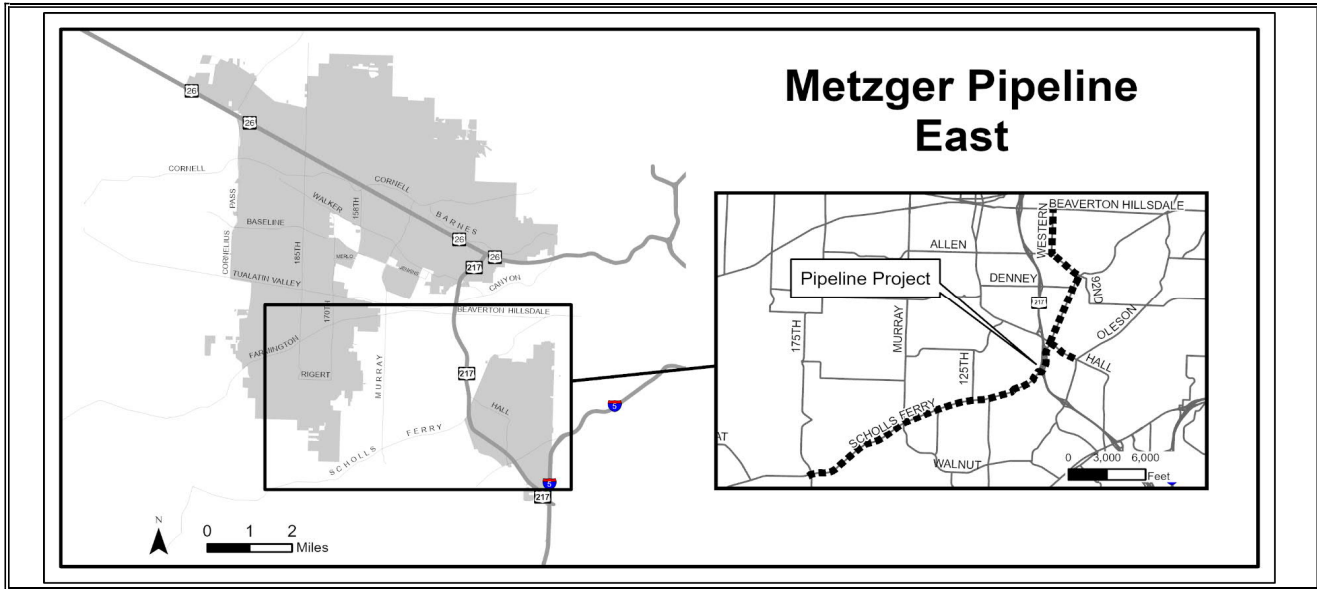 Metzger Pipeline
East
26
26
CORNELL
CORNELL
PASS
WALKER
158TH
BARNES
BASELINE
26
26
CORNELIUS
185TH
MERLO
217
JENKINS
CANYON
TUALATIN VALLEY
170TH
BEAVERTON HILLSDALE
FARMINGTON
RIGERT
MURRAY
217
HALL
5
SCHOLLS FERRY
5
217
N
0 1 2
Miles
BEAVERTON HILLSDALE
WESTERN
ALLEN
Pipeline Project
DENNEY
92ND
217
OLESON
175TH
MURRAY
125TH
HALL
SCHOLLS FERRY
AT
WALNUT
0 3,000 6,000
Feet